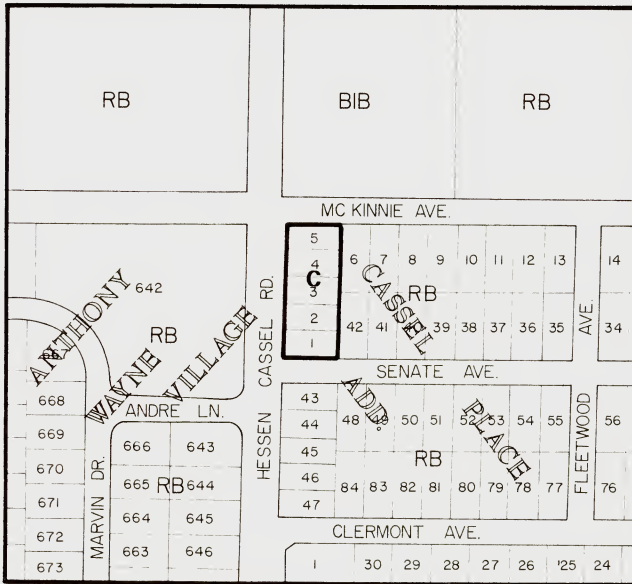 RB
BIB
RB
MC KINNIE AVE.
HESSEN CASSEL RD.
5
4
C
3
2
1
6 7 8 9 10 11 12 13
14
CASSEL
RB
42 41 39 38 37 36 35
34
AVE.
SENATE AVE.
642
RB
ANTHONY
WAYNE
VILLAGE
ANDRE LN.
MARVIN DR.
668
669
670
671
672
673
666 643
665 RB 644
664 645
663 646
43
44
45
46
47
ADD.
PLACE
48 49 50 51 52 53 54 55
56
RB
84 83 82 81 80 79 78 77
76
FLEETWOOD
CLERMONT AVE.
1 30 29 28 27 26 25 24